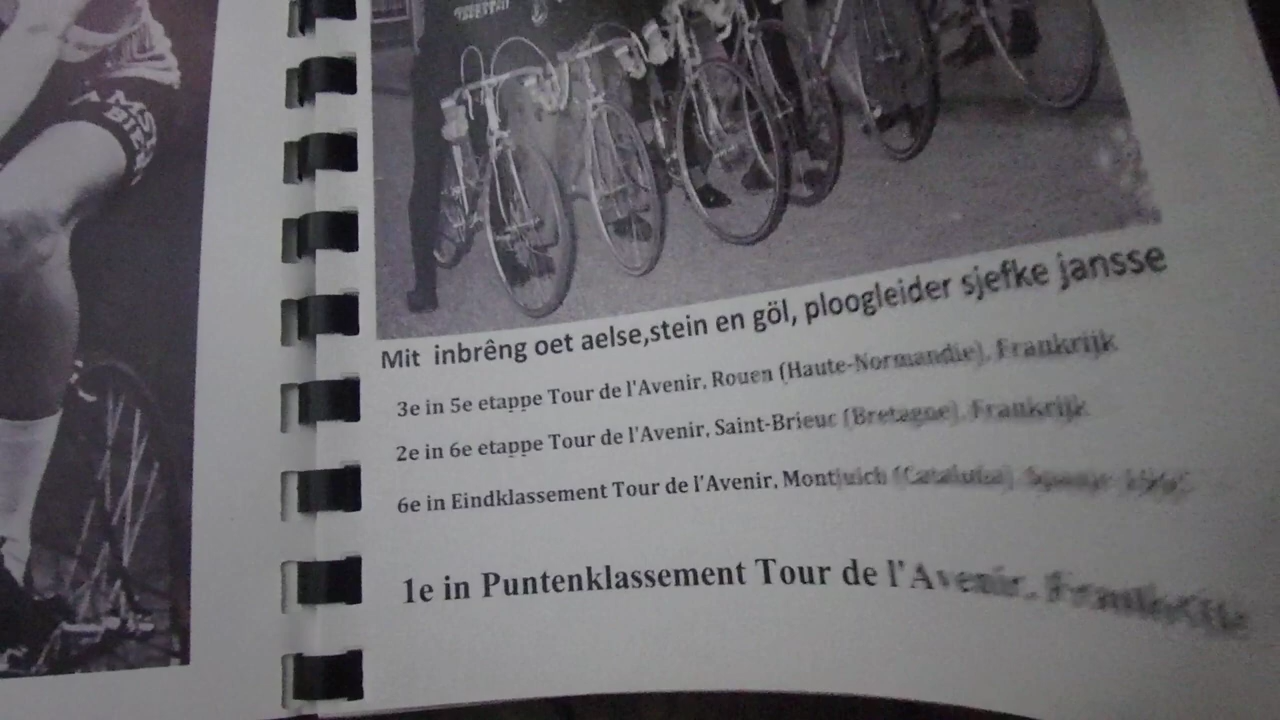 AMSTEL
BIER
Mit inbrêng oet aelse,stein en göl, ploogleider sjefke jansse
3e in 5e etappe Tour de l'Avenir, Rouen (Haute-Normandie), Frankrijk
2e in 6e etappe Tour de l'Avenir, Saint-Brieuc (Bretagne), Frankrijk
6e in Eindklassement Tour de l'Avenir, Montjuich
1e in Puntenklassement Tour de l'Avenir,